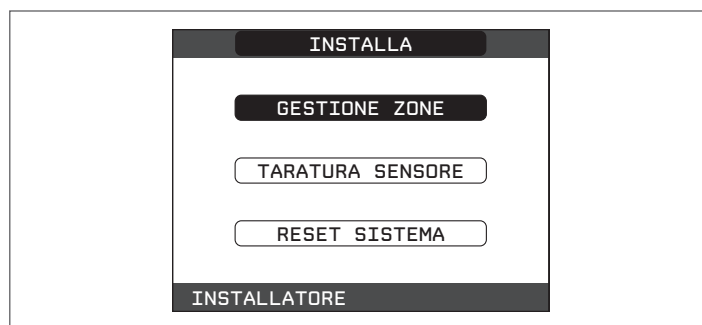 INSTALLA
GESTIONE ZONE
TARATURA SENSORE
RESET SISTEMA
INSTALLATORE